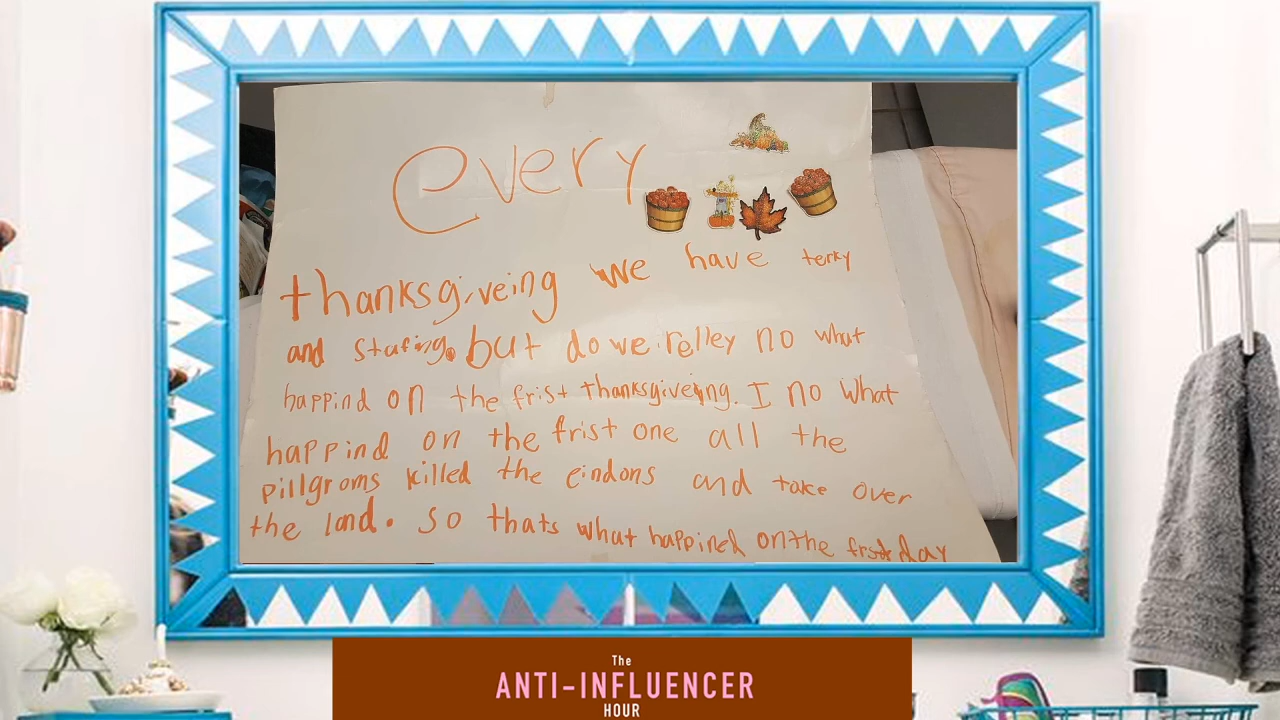 every
thanksgiveing we have terky
and stafing. but do we relley no what
happind on the frist thanksgiveing. I no what
happind on the frist one all the
pillgroms killed the eindons and take over
the land. so thats what happined on the frist day
The
ANTI-INFLUENCER
HOUR